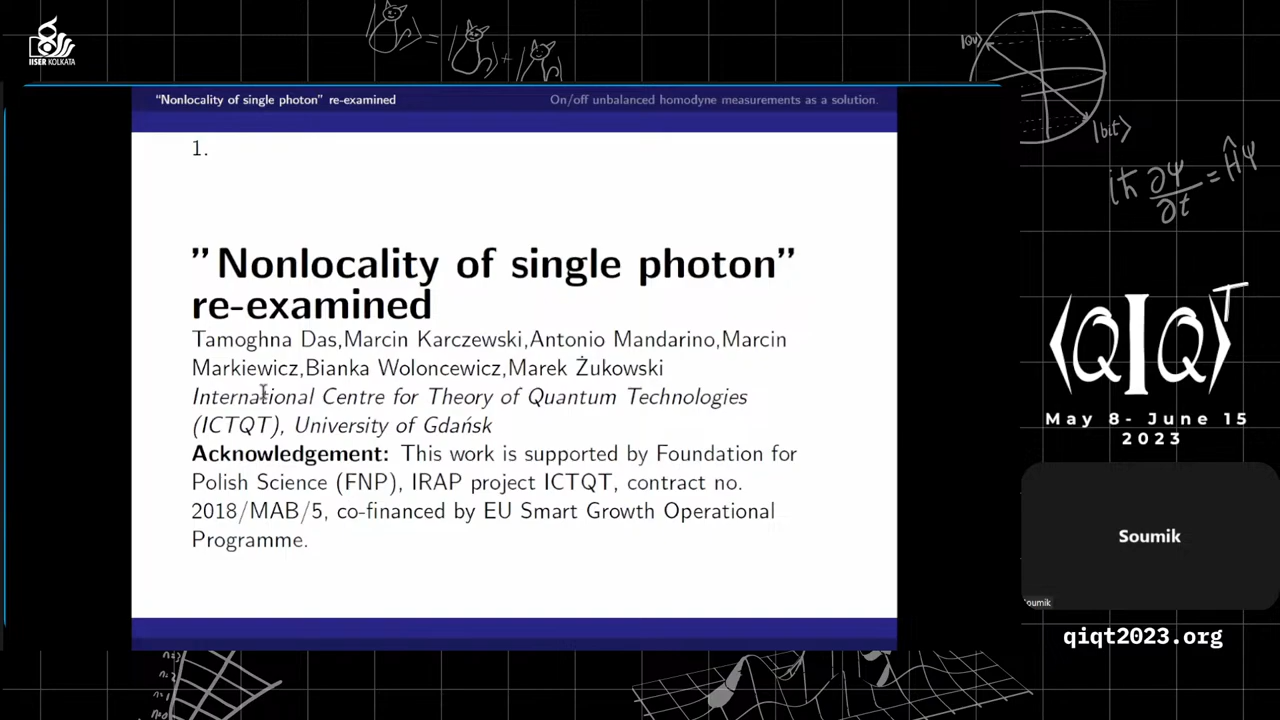 IISER KOLKATA
"Nonlocality of single photon" re-examined
On/off unbalanced homodyne measurements as a solution.
1.
"Nonlocality of single photon"
re-examined
Tamoghna Das,Marcin Karczewski,Antonio Mandarino,Marcin
Markiewicz,Bianka Woloncewicz,Marek Żukowski
International Centre for Theory of Quantum Technologies
(ICTQT), University of Gdańsk
Acknowledgement: This work is supported by Foundation for
Polish Science (FNP), IRAP project ICTQT, contract no.
2018/MAB/5, co-financed by EU Smart Growth Operational
Programme.
|bit⟩
iħ ∂ψ/∂t = Ĥψ
⟨QIQ⟩T
May 8- June 15
2023
Soumik
oumik
qiqt2023.org
n=2
n=1
n=0